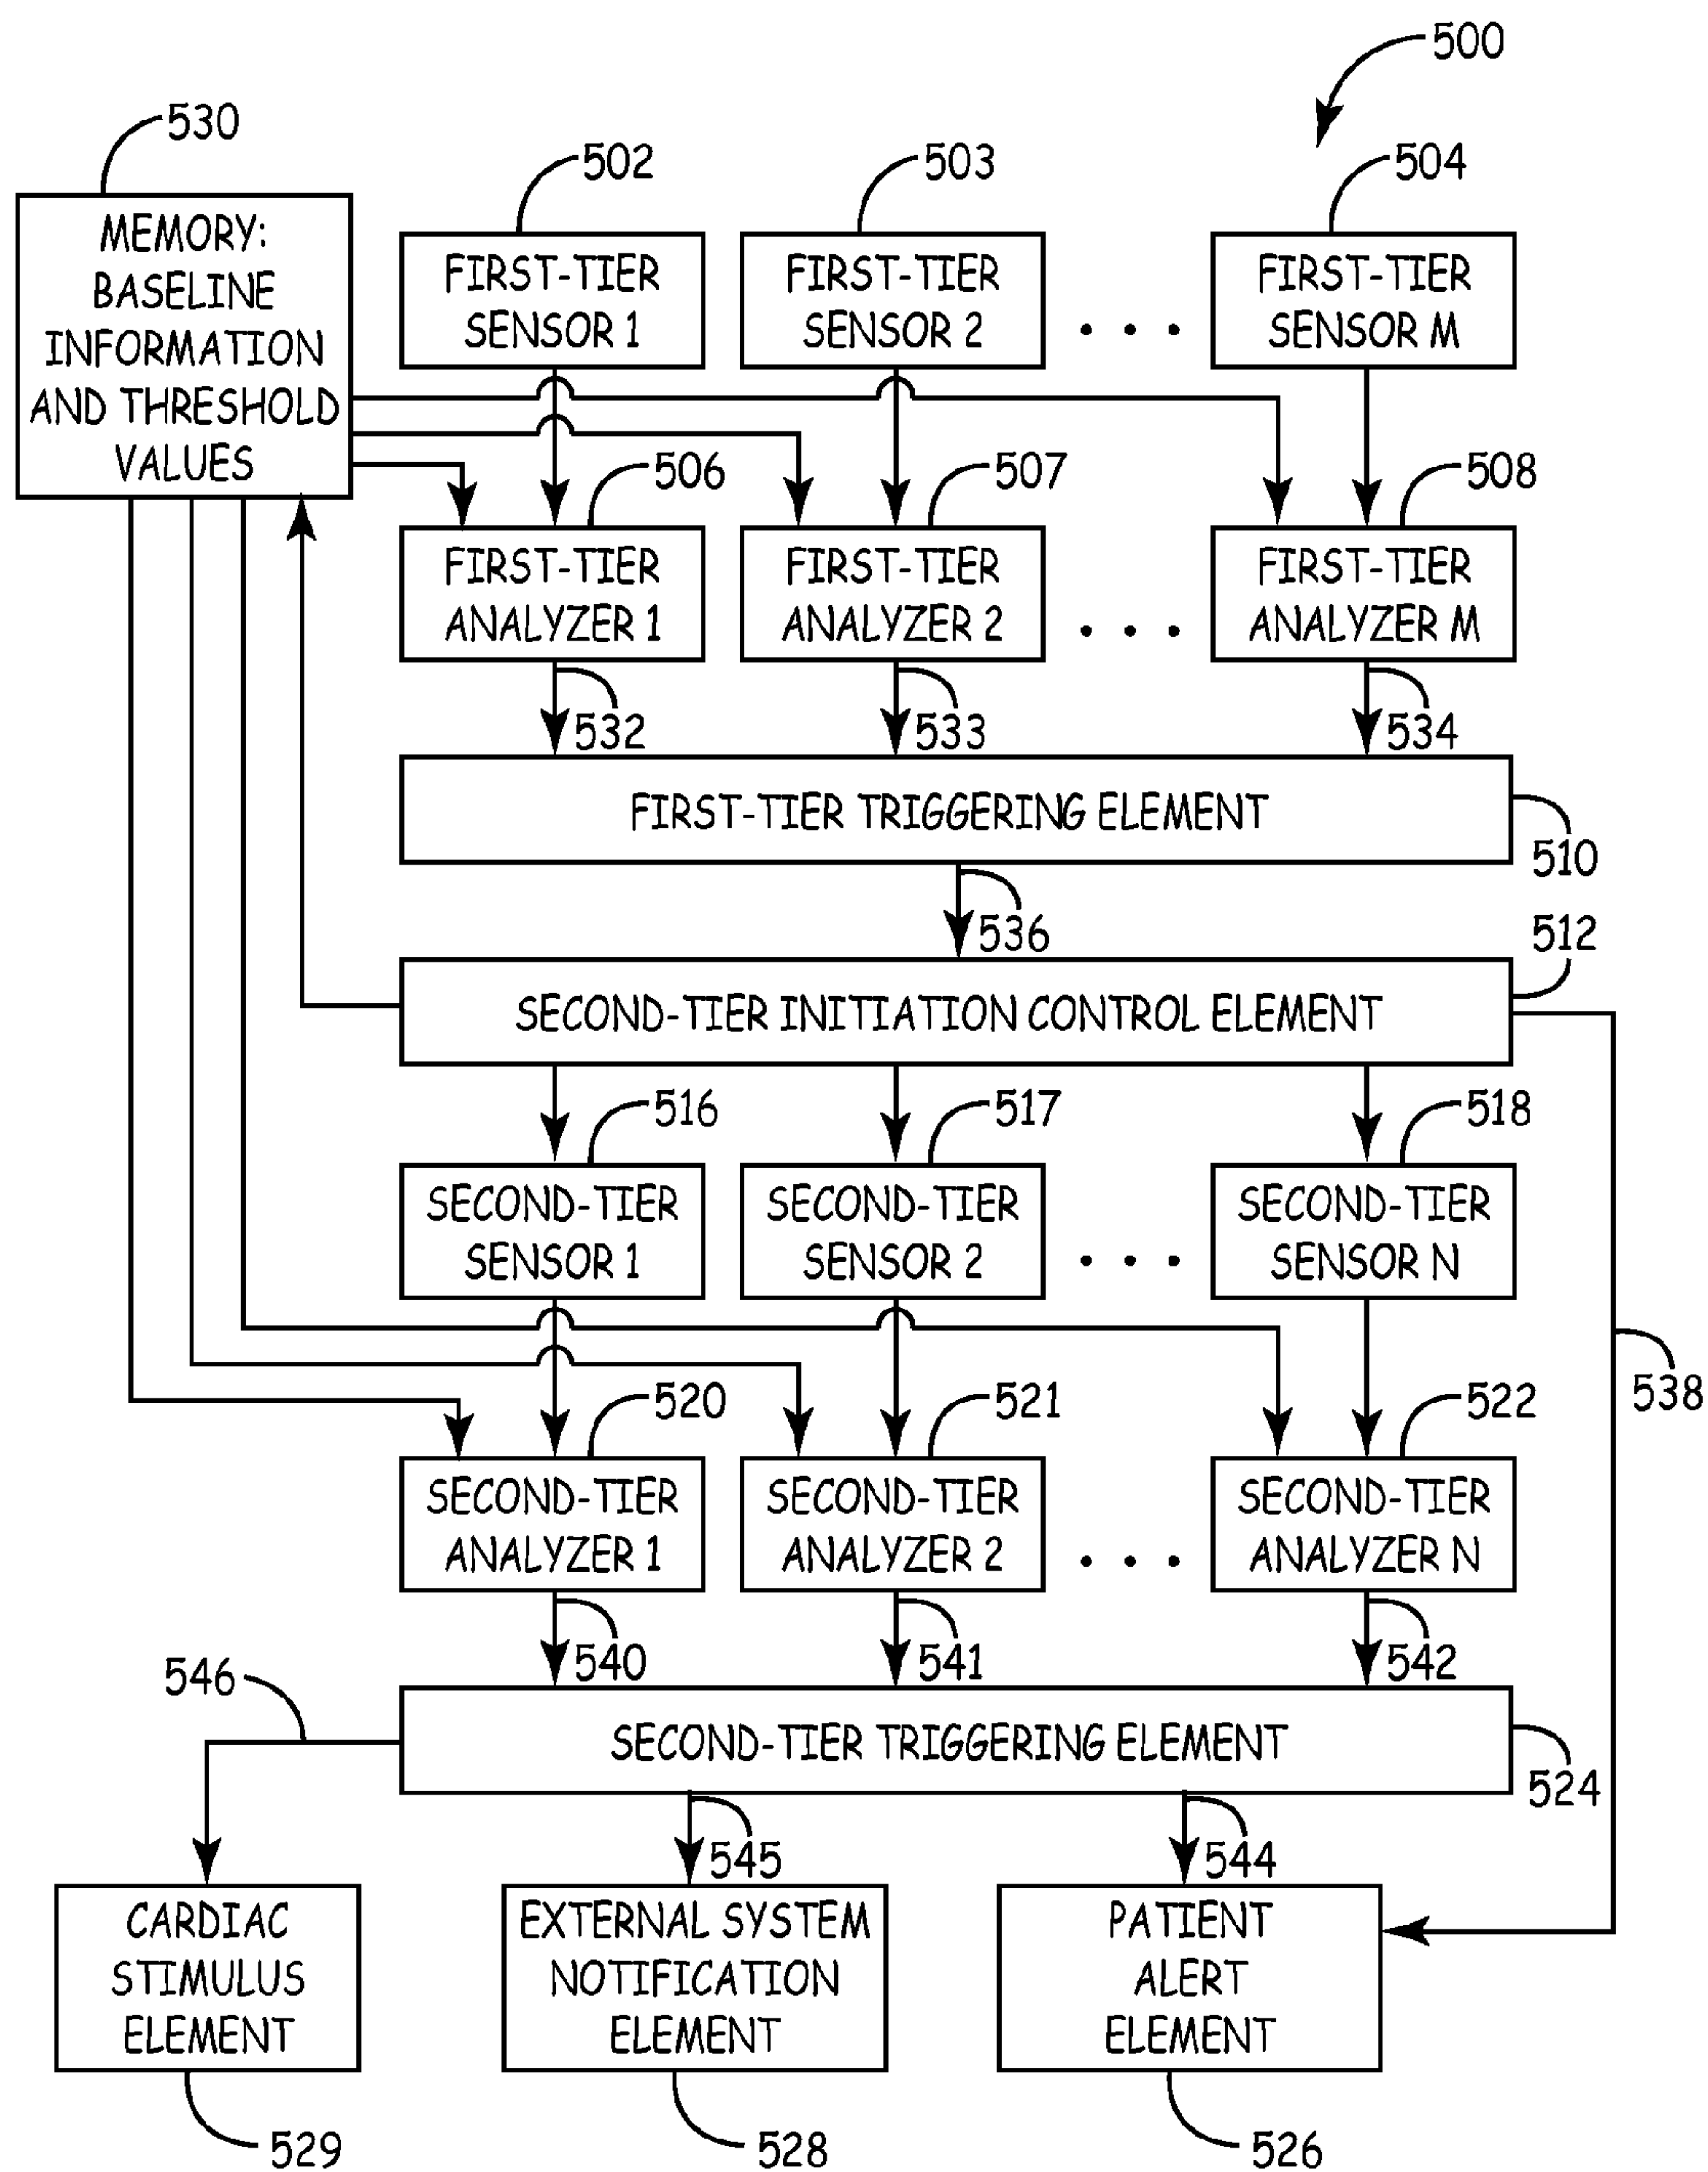 500
530
502
503
504
MEMORY:
BASELINE
INFORMATION
AND THRESHOLD
VALUES
FIRST-TIER
SENSOR 1
FIRST-TIER
SENSOR 2
. . .
FIRST-TIER
SENSOR M
506
507
508
FIRST-TIER
ANALYZER 1
FIRST-TIER
ANALYZER 2
. . .
FIRST-TIER
ANALYZER M
532
533
534
FIRST-TIER TRIGGERING ELEMENT
510
536
512
SECOND-TIER INITIATION CONTROL ELEMENT
516
517
518
SECOND-TIER
SENSOR 1
SECOND-TIER
SENSOR 2
. . .
SECOND-TIER
SENSOR N
538
520
521
522
SECOND-TIER
ANALYZER 1
SECOND-TIER
ANALYZER 2
. . .
SECOND-TIER
ANALYZER N
540
541
542
546
SECOND-TIER TRIGGERING ELEMENT
524
545
544
CARDIAC
STIMULUS
ELEMENT
EXTERNAL SYSTEM
NOTIFICATION
ELEMENT
PATIENT
ALERT
ELEMENT
529
528
526